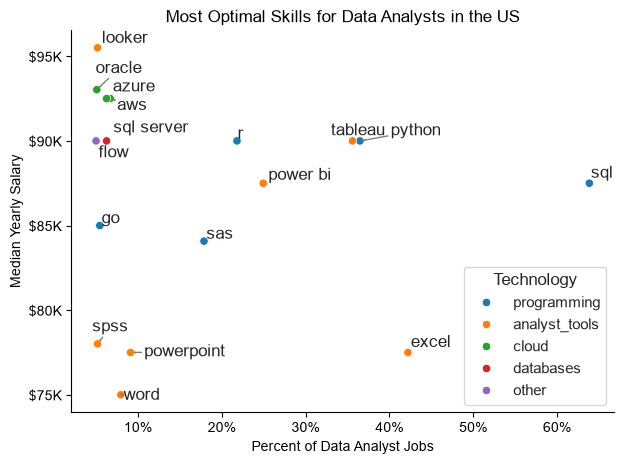 Most Optimal Skills for Data Analysts in the US
looker
$95K
oracle
azure
aws
sql server
r
tableau python
$90K
flow
power bi
sql
Median Yearly Salary
go
$85K
sas
$80K
Technology
programming
analyst_tools
cloud
databases
other
spss
powerpoint
excel
word
$75K
10%
20%
30%
40%
50%
60%
Percent of Data Analyst Jobs